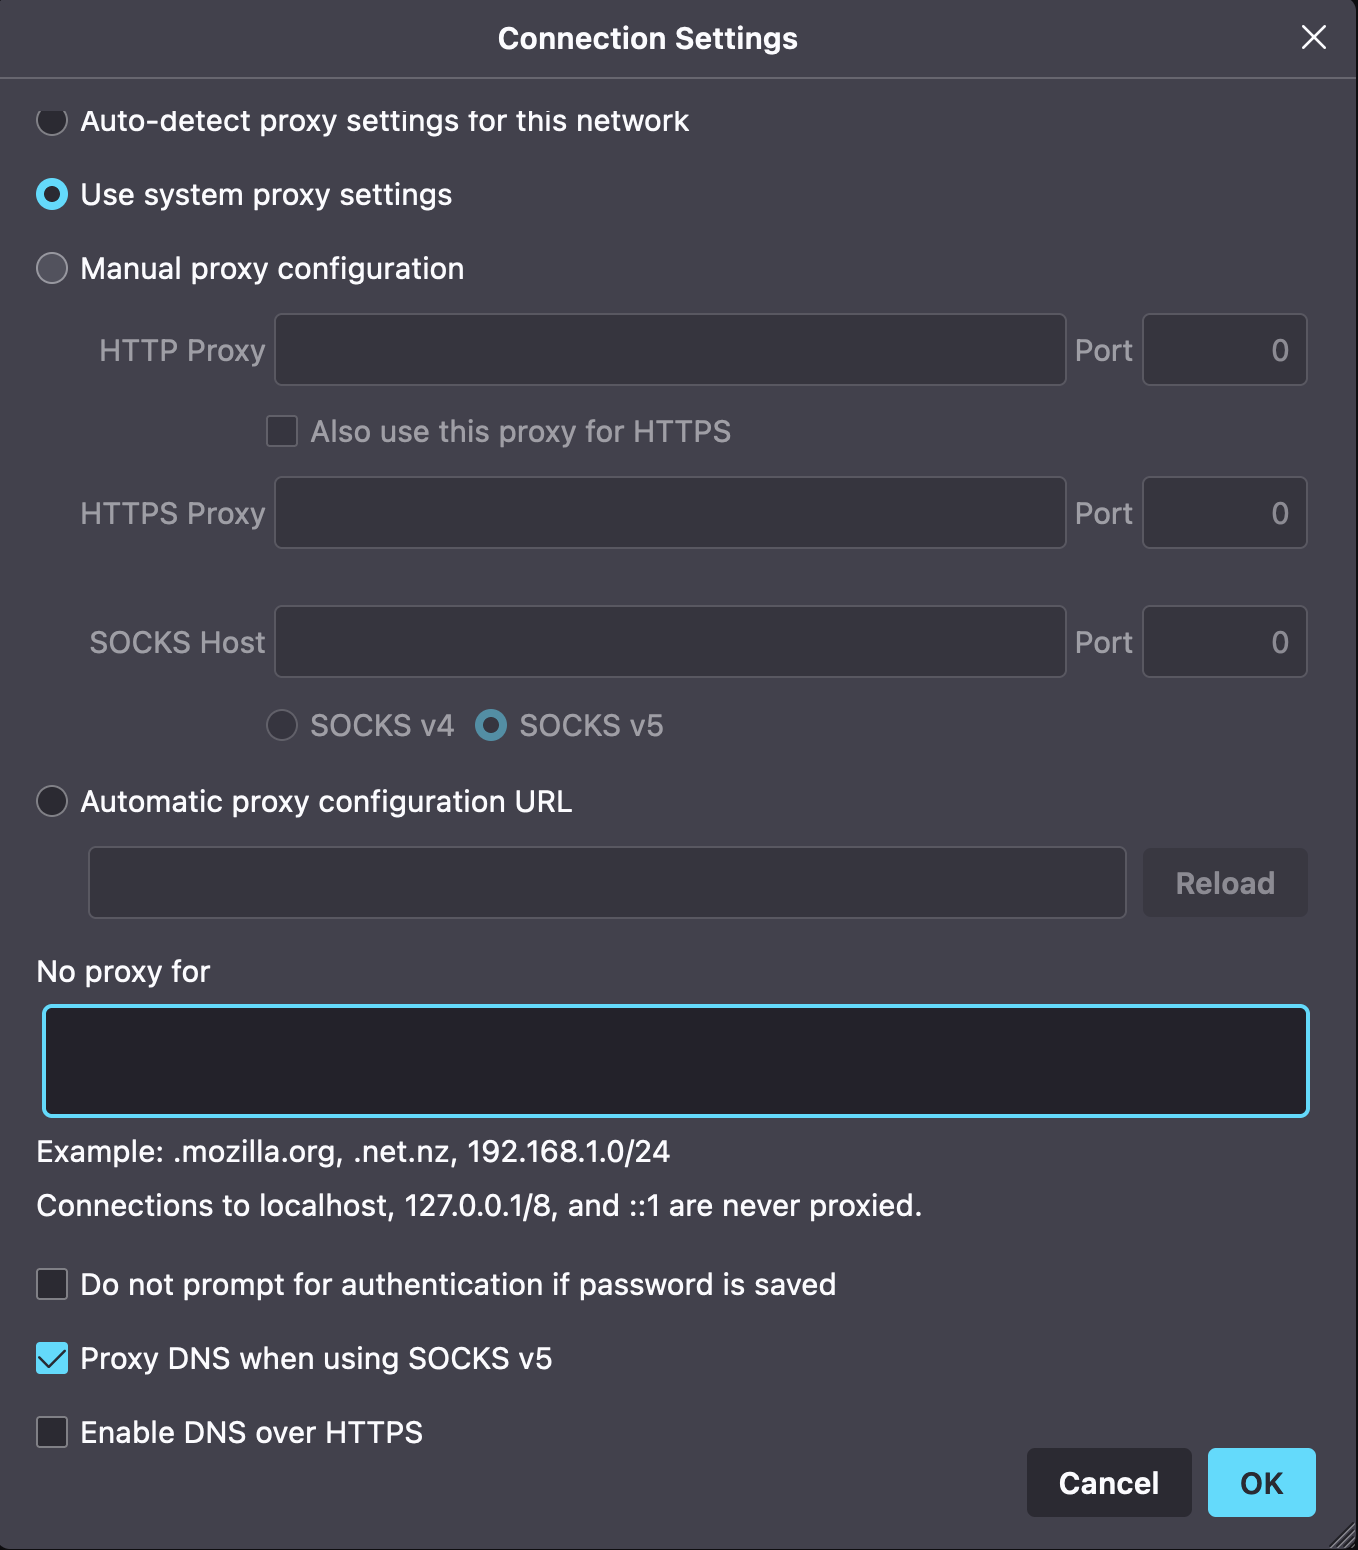 Connection Settings
Auto-detect proxy settings for this network
Use system proxy settings
Manual proxy configuration
HTTP Proxy Port 0
Also use this proxy for HTTPS
HTTPS Proxy Port 0
SOCKS Host Port 0
SOCKS v4 SOCKS v5
Automatic proxy configuration URL
Reload
No proxy for
Example: .mozilla.org, .net.nz, 192.168.1.0/24
Connections to localhost, 127.0.0.1/8, and ::1 are never proxied.
Do not prompt for authentication if password is saved
Proxy DNS when using SOCKS v5
Enable DNS over HTTPS
Cancel OK